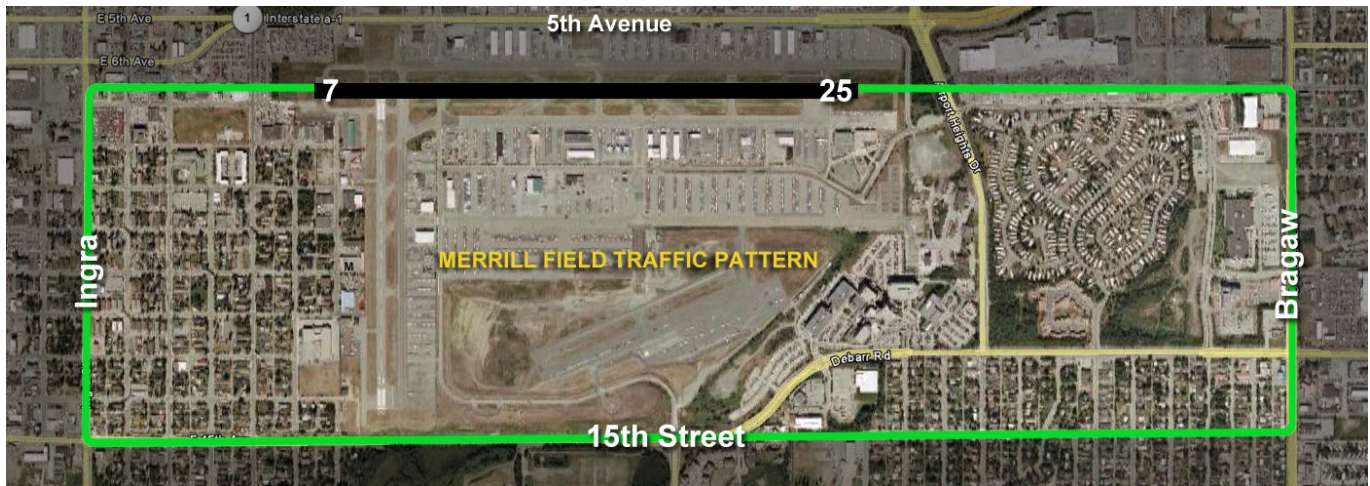 E 5th Ave
1
Interstate a-1
5th Avenue
E 6th Ave
7
25
Airport Heights Dr
Ingra
M
MERRILL FIELD TRAFFIC PATTERN
Bragaw
Debarr Rd
15th Street